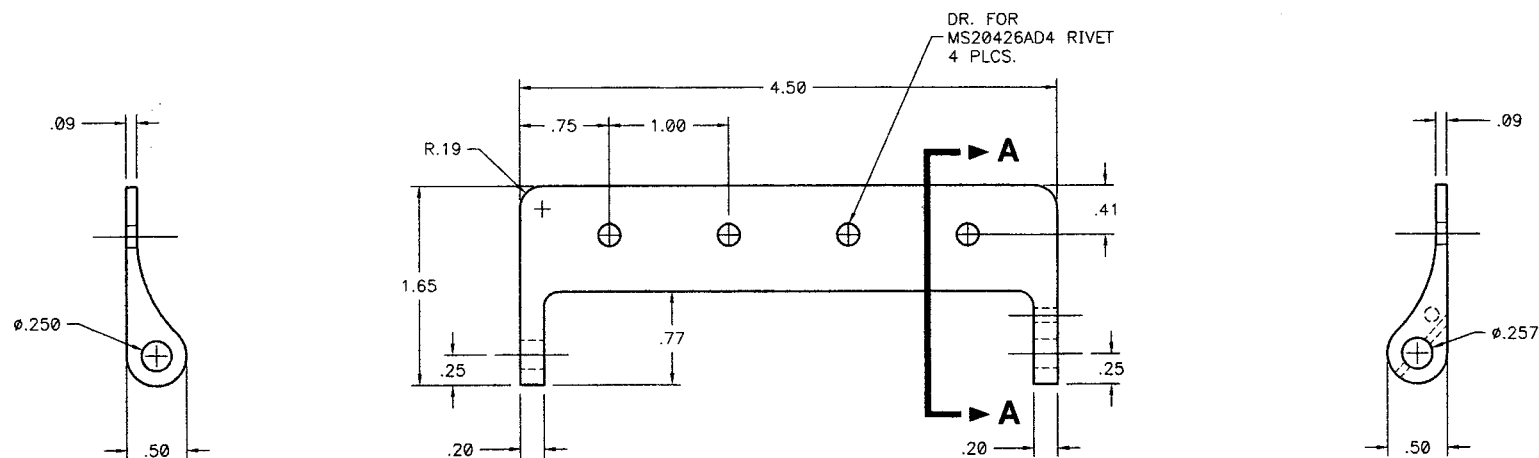 DR. FOR
MS20426AD4 RIVET
4 PLCS.
4.50
.09
.75
1.00
.09
R.19
A
.41
1.65
ø.250
.77
ø.257
.25
.25
A
.50
.20
.20
.50